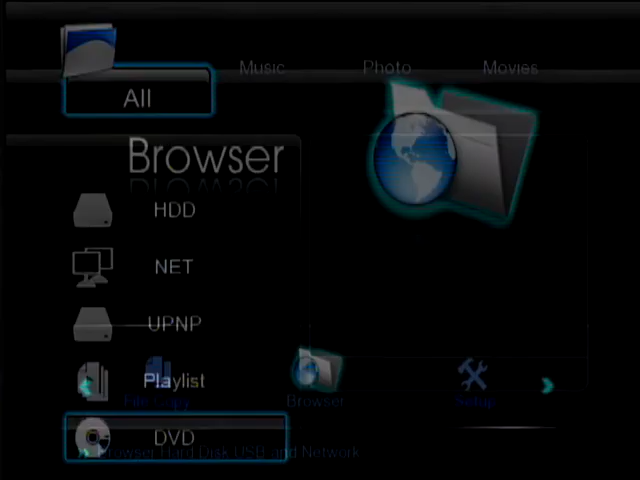 Music Photo Movies
All
Browser
HDD
NET
UPNP
Playlist
File Copy Browser Setup
DVD
Browser Hard Disk USB and Network